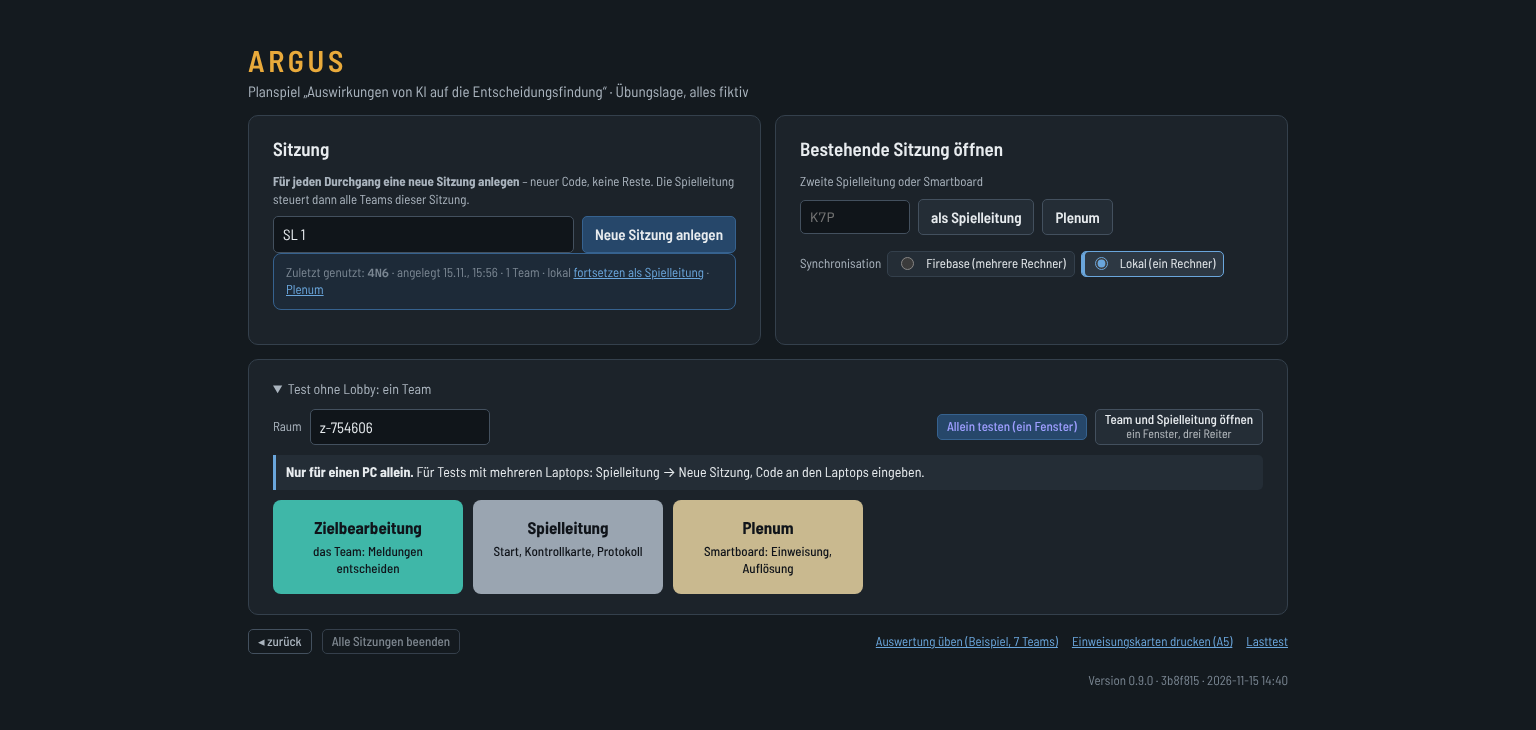 ARGUS
Planspiel „Auswirkungen von KI auf die Entscheidungsfindung“ · Übungslage, alles fiktiv
Sitzung
Für jeden Durchgang eine neue Sitzung anlegen – neuer Code, keine Reste. Die Spielleitung
steuert dann alle Teams dieser Sitzung.
SL 1
Neue Sitzung anlegen
Zuletzt genutzt: 4N6 · angelegt 15.11., 15:56 · 1 Team · lokal fortsetzen als Spielleitung ·
Plenum
Bestehende Sitzung öffnen
Zweite Spielleitung oder Smartboard
K7P
als Spielleitung
Plenum
Synchronisation
Firebase (mehrere Rechner)
Lokal (ein Rechner)
▼ Test ohne Lobby: ein Team
Raum
z-754606
Allein testen (ein Fenster)
Team und Spielleitung öffnen
ein Fenster, drei Reiter
Nur für einen PC allein. Für Tests mit mehreren Laptops: Spielleitung → Neue Sitzung, Code an den Laptops eingeben.
Zielbearbeitung
das Team: Meldungen
entscheiden
Spielleitung
Start, Kontrollkarte, Protokoll
Plenum
Smartboard: Einweisung,
Auflösung
◂ zurück
Alle Sitzungen beenden
Auswertung üben (Beispiel, 7 Teams)
Einweisungskarten drucken (A5)
Lasttest
Version 0.9.0 · 3b8f815 · 2026-11-15 14:40